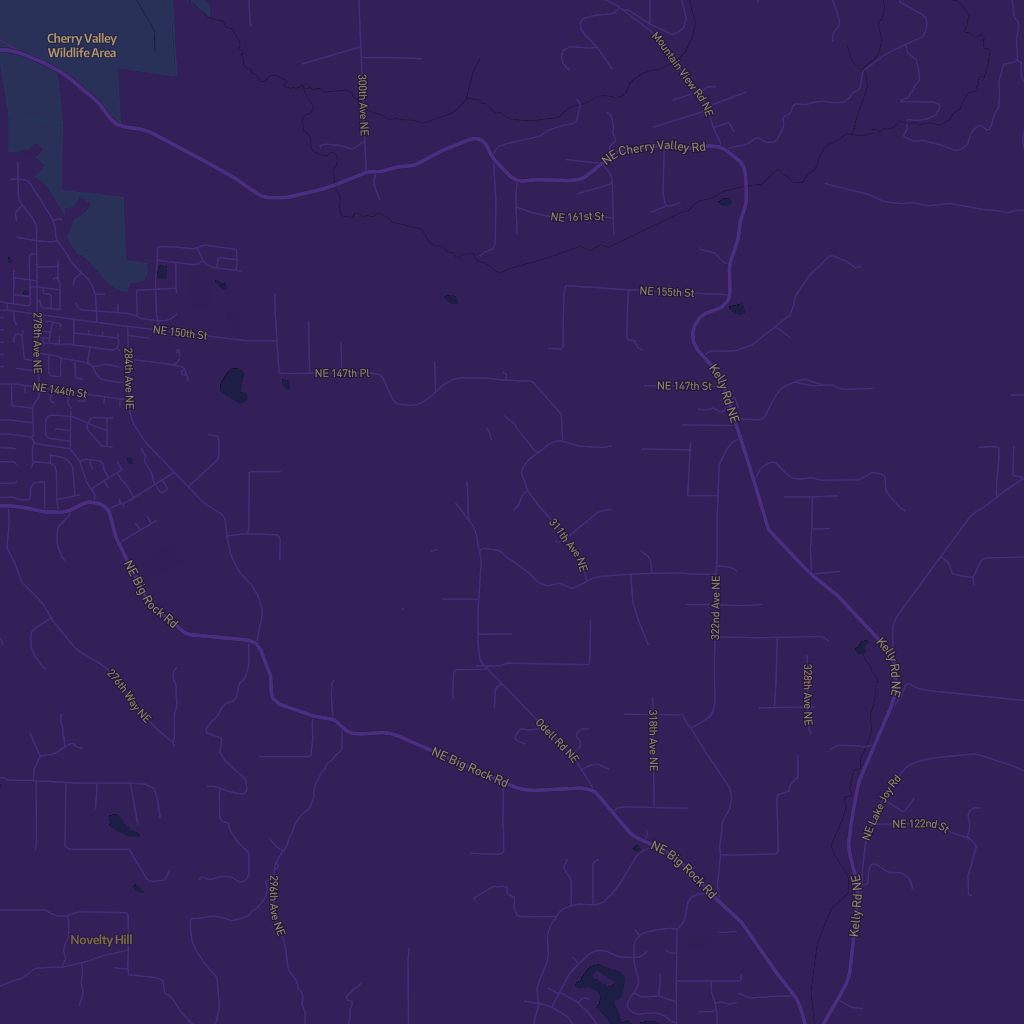 Cherry Valley
Wildlife Area
Mountain View Rd NE
300th Ave NE
NE Cherry Valley Rd
NE 161st St
NE 155th St
278th Ave NE
NE 150th St
284th Ave NE
NE 147th Pl
NE 144th St
NE 147th St
Kelly Rd NE
311th Ave NE
NE Big Rock Rd
322nd Ave NE
Kelly Rd NE
276th Way NE
328th Ave NE
318th Ave NE
Odell Rd NE
NE Big Rock Rd
NE Lake Joy Rd
NE 122nd St
NE Big Rock Rd
296th Ave NE
Kelly Rd NE
Novelty Hill